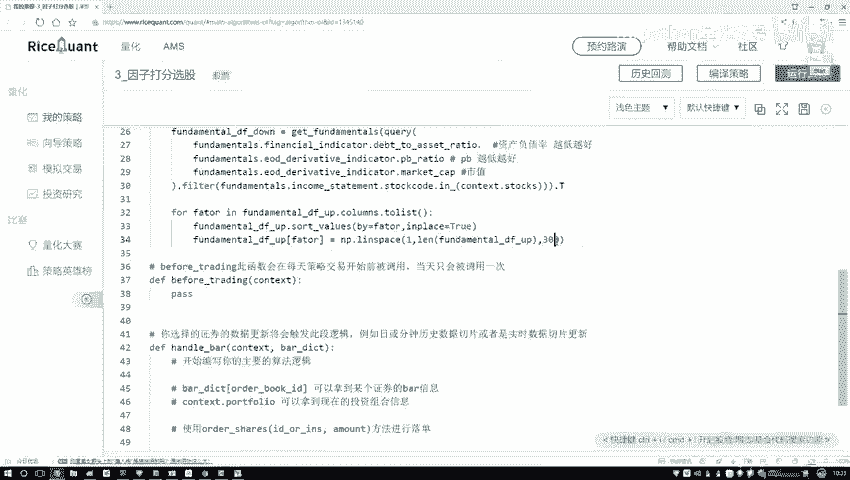 RiceQuant
量化
AMS
预约路演
帮助文档
社区
3_因子打分选股
历史回测
编译策略
浅色主题
默认快捷键
量化
我的策略
向导策略
模拟交易
投资研究
比赛
量化大赛
策略英雄榜
26 fundamental_df_down = get_fundamentals(query(
27 fundamentals.financial_indicator.debt_to_asset_ratio, #资产负债率 越低越好
28 fundamentals.eod_derivative_indicator.pb_ratio # pb 越低越好
29 fundamentals.eod_derivative_indicator.market_cap #市值
30 ).filter(fundamentals.income_statement.stockcode.in_(context.stocks))).T
31
32 for fator in fundamental_df_up.columns.tolist():
33 fundamental_df_up.sort_values(by=fator,inplace=True)
34 fundamental_df_up[fator] = np.linspace(1,len(fundamental_df_up),300)
35
36 # before_trading此函数会在每天策略交易开始前被调用，当天只会被调用一次
37 def before_trading(context):
38 pass
39
40
41 # 你选择的证券的数据更新将会触发此段逻辑，例如日或分钟历史数据切片或者是实时数据切片更新
42 def handle_bar(context, bar_dict):
43 # 开始编写你的主要的算法逻辑
44
45 # bar_dict[order_book_id] 可以拿到某个证券的bar信息
46 # context.portfolio 可以拿到现在的投资组合信息
47
48 # 使用order_shares(id_or_ins, amount)方法进行落单
49